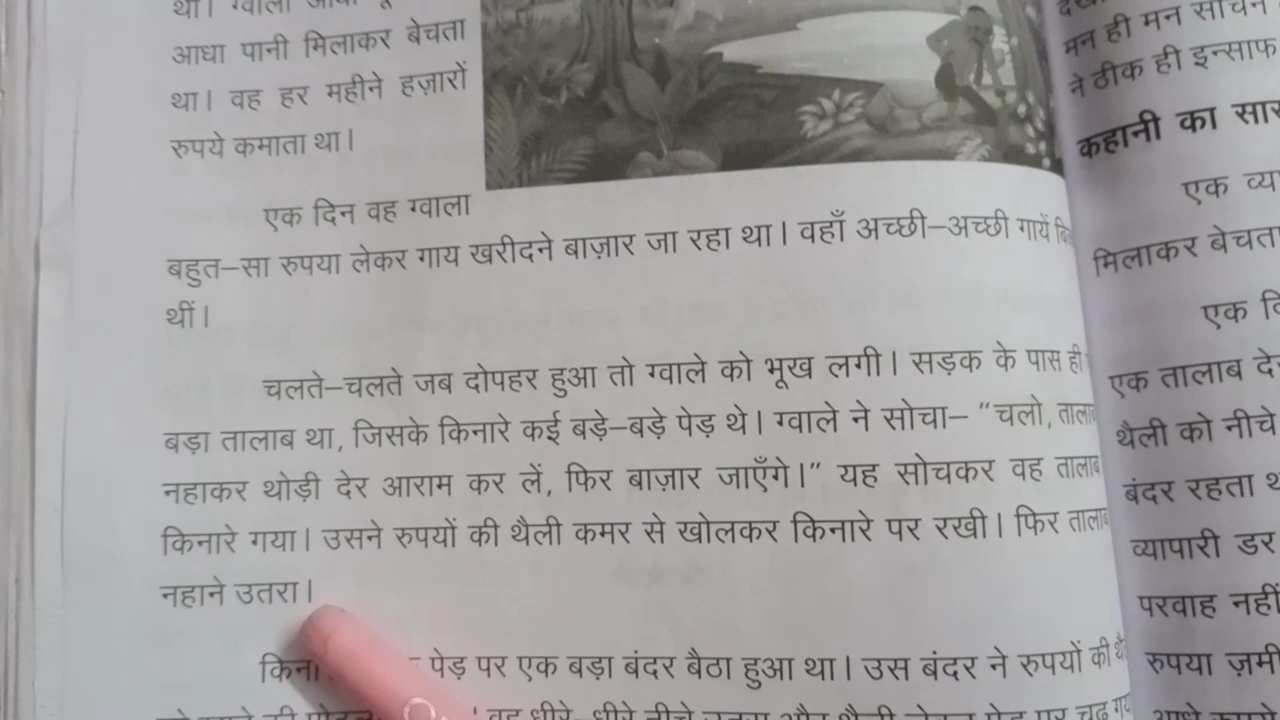 था। ग्वाला
आधा पानी मिलाकर बेचता
था। वह हर महीने हज़ारों
रुपये कमाता था।
एक दिन वह ग्वाला
बहुत–सा रुपया लेकर गाय खरीदने बाज़ार जा रहा था। वहाँ अच्छी–अच्छी गायें
थीं।
चलते–चलते जब दोपहर हुआ तो ग्वाले को भूख लगी। सड़क के पास ही
बड़ा तालाब था, जिसके किनारे कई बड़े–बड़े पेड़ थे। ग्वाले ने सोचा– “चलो,
नहाकर थोड़ी देर आराम कर लें, फिर बाज़ार जाएँगे।” यह सोचकर वह तालाब
किनारे गया। उसने रुपयों की थैली कमर से खोलकर किनारे पर रखी। फिर
नहाने उतरा।
पेड़ पर एक बड़ा बंदर बैठा हुआ था। उस बंदर ने रुपयों की
मन ही मन
ने ठीक ही इन्साफ
कहानी का
एक
मिलाकर
एक
एक तालाब
थैली को नीचे
बंदर रहता
व्यापारी डर
परवाह नहीं
रुपया